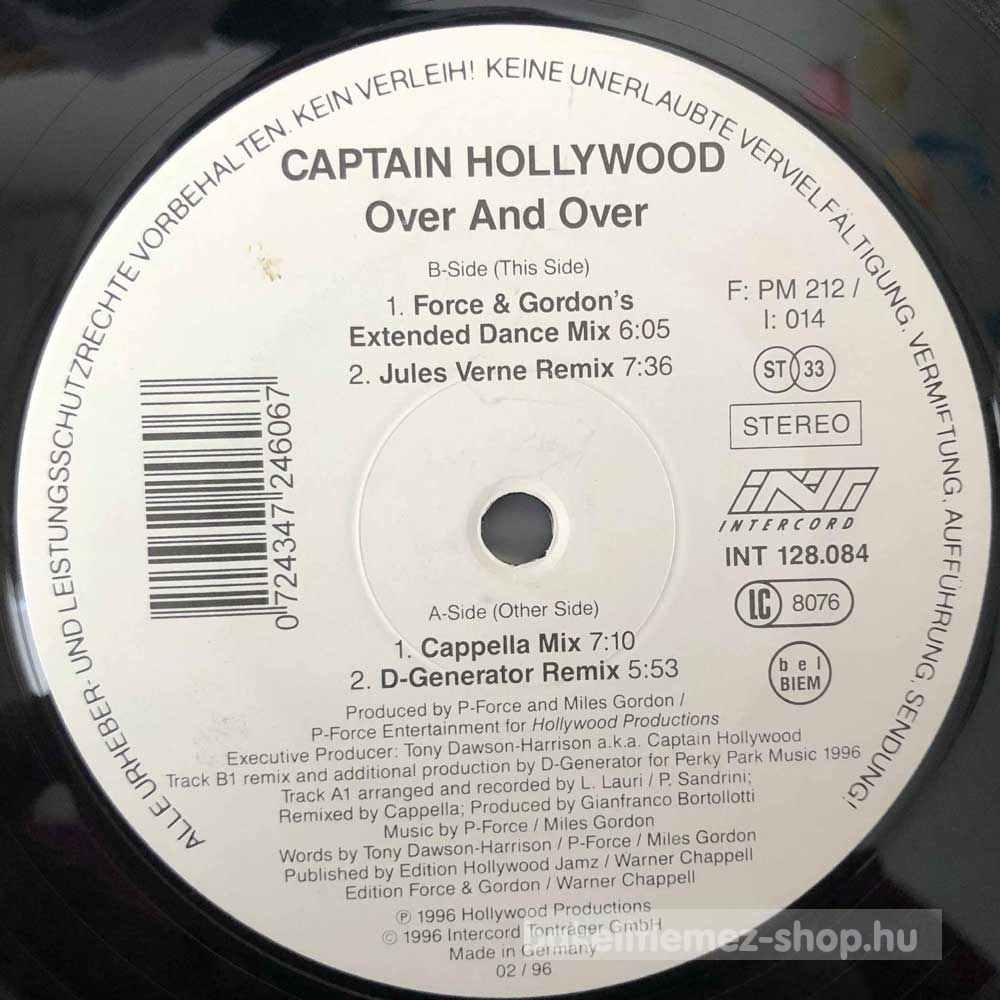 ALLE URHEBER- UND LEISTUNGSSCHUTZRECHTE VORBEHALTEN. KEIN VERLEIH! KEINE UNERLAUBTE VERVIELFÄLTIGUNG, VERMIETUNG, AUFFÜHRUNG, SENDUNG!
CAPTAIN HOLLYWOOD
Over And Over
B-Side (This Side)
1. Force & Gordon's
Extended Dance Mix 6:05
2. Jules Verne Remix 7:36
F: PM 212 /
I: 014
ST 33
STEREO
INT
INTERCORD
INT 128.084
LC 8076
bel
BIEM
0 724347 246067
A-Side (Other Side)
1. Cappella Mix 7:10
2. D-Generator Remix 5:53
Produced by P-Force and Miles Gordon /
P-Force Entertainment for Hollywood Productions
Executive Producer: Tony Dawson-Harrison a.k.a. Captain Hollywood
Track B1 remix and additional production by D-Generator for Perky Park Music 1996
Track A1 arranged and recorded by L. Lauri / P. Sandrini;
Remixed by Cappella; Produced by Gianfranco Bortollotti
Music by P-Force / Miles Gordon
Words by Tony Dawson-Harrison / P-Force / Miles Gordon
Published by Edition Hollywood Jamz / Warner Chappell
Edition Force & Gordon / Warner Chappell
℗ 1996 Hollywood Productions
© 1996 Intercord Tonträger GmbH
Made in Germany
02 / 96
bakelitlemez-shop.hu